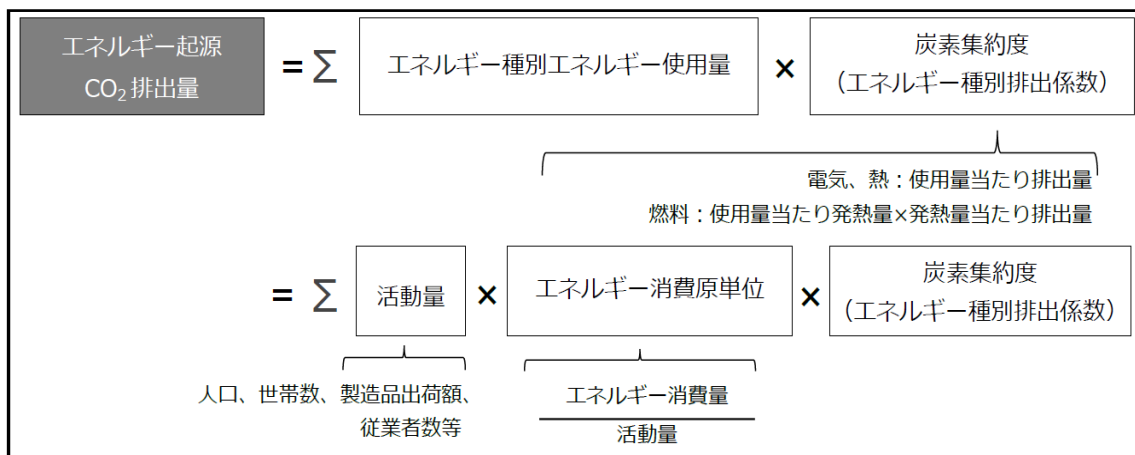 エネルギー起源
CO₂排出量
= ∑
エネルギー種別エネルギー使用量
×
炭素集約度
（エネルギー種別排出係数）
電気、熱：使用量当たり排出量
燃料：使用量当たり発熱量×発熱量当たり排出量
= ∑
活動量
×
エネルギー消費原単位
×
炭素集約度
（エネルギー種別排出係数）
人口、世帯数、製造品出荷額、
従業者数等
エネルギー消費量
活動量